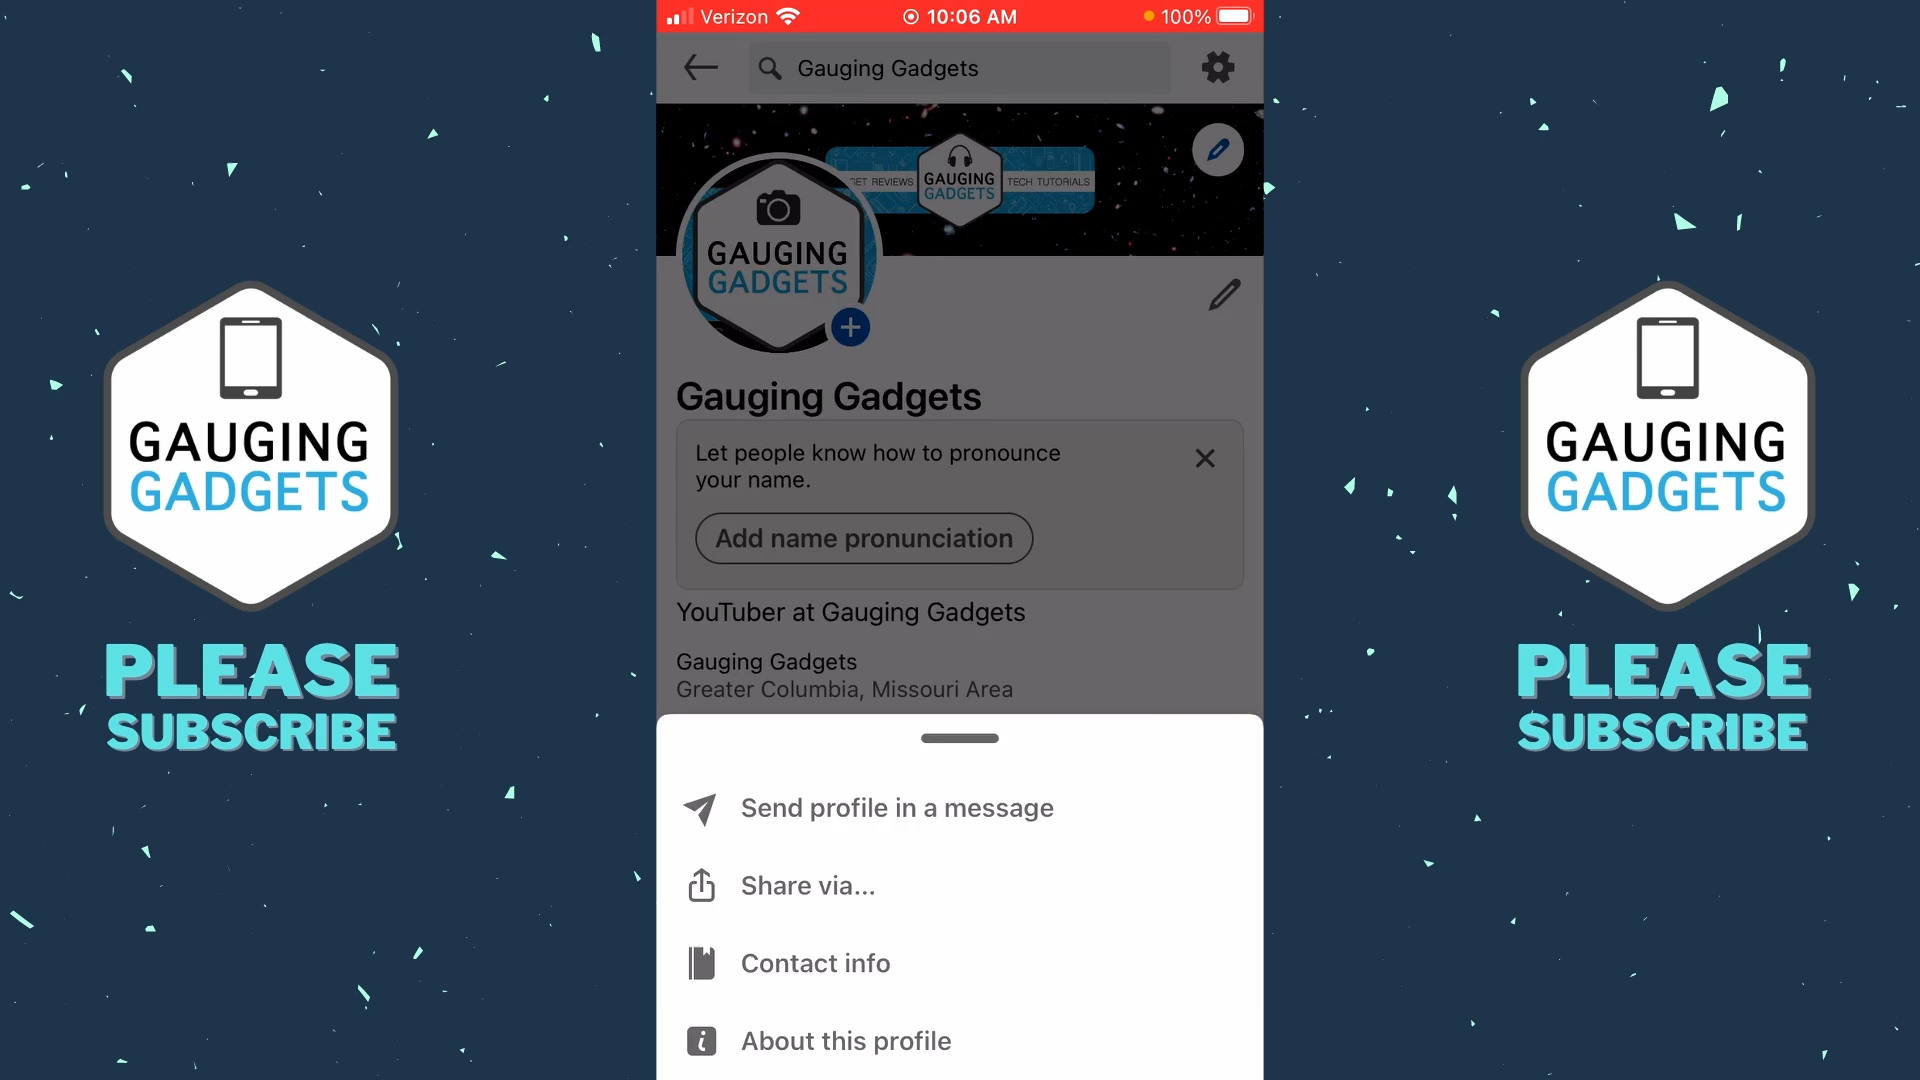 Verizon 10:06 AM 100%
Gauging Gadgets
GET REVIEWS GAUGING GADGETS TECH TUTORIALS
GAUGING
GADGETS
Gauging Gadgets
Let people know how to pronounce
your name.
Add name pronunciation
YouTuber at Gauging Gadgets
Gauging Gadgets
Greater Columbia, Missouri Area
Send profile in a message
Share via...
Contact info
About this profile
GAUGING
GADGETS
PLEASE
SUBSCRIBE
GAUGING
GADGETS
PLEASE
SUBSCRIBE